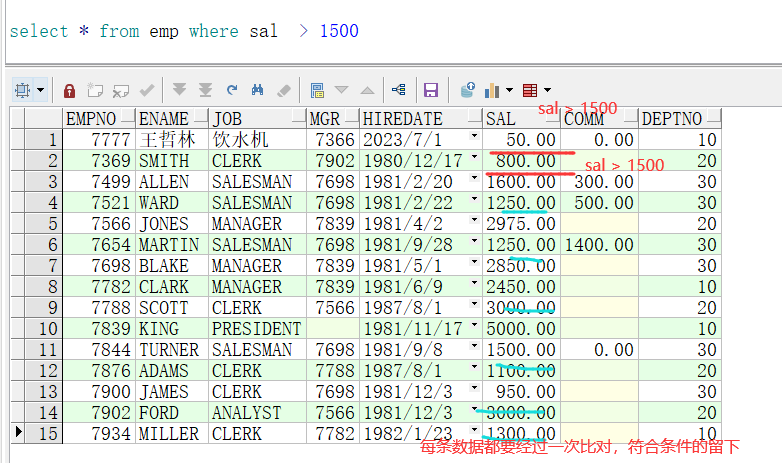 select * from emp where sal > 1500
EMPNO ENAME JOB MGR HIREDATE SAL COMM DEPTNO
sal > 1500
1 7777 王哲林 饮水机 7366 2023/7/1 50.00 0.00 10
2 7369 SMITH CLERK 7902 1980/12/17 800.00 20
sal > 1500
3 7499 ALLEN SALESMAN 7698 1981/2/20 1600.00 300.00 30
4 7521 WARD SALESMAN 7698 1981/2/22 1250.00 500.00 30
5 7566 JONES MANAGER 7839 1981/4/2 2975.00 20
6 7654 MARTIN SALESMAN 7698 1981/9/28 1250.00 1400.00 30
7 7698 BLAKE MANAGER 7839 1981/5/1 2850.00 30
8 7782 CLARK MANAGER 7839 1981/6/9 2450.00 10
9 7788 SCOTT CLERK 7566 1987/8/1 3000.00 20
10 7839 KING PRESIDENT 1981/11/17 5000.00 10
11 7844 TURNER SALESMAN 7698 1981/9/8 1500.00 0.00 30
12 7876 ADAMS CLERK 7788 1987/8/1 1100.00 20
13 7900 JAMES CLERK 7698 1981/12/3 950.00 30
14 7902 FORD ANALYST 7566 1981/12/3 3000.00 20
15 7934 MILLER CLERK 7782 1982/1/23 1300.00 10
每条数据都要经过一次比对，符合条件的留下